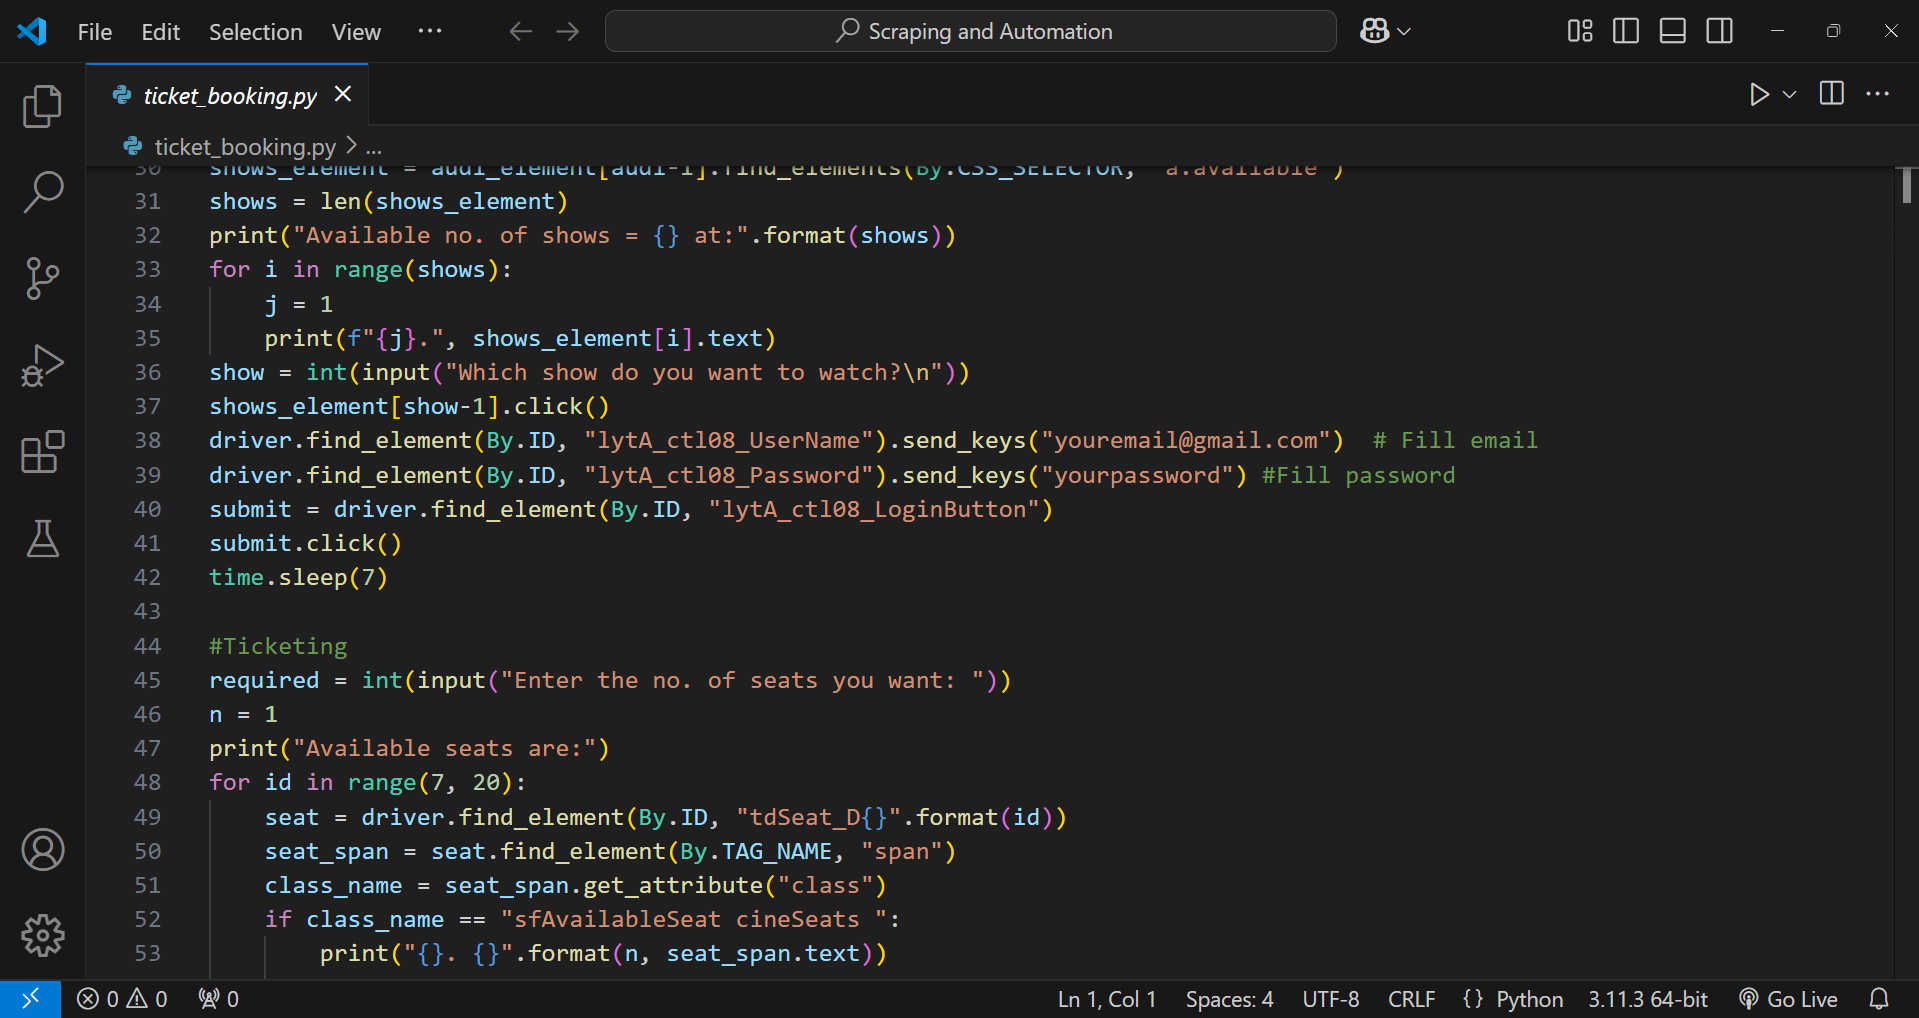 File Edit Selection View ··· Scraping and Automation
ticket_booking.py
ticket_booking.py > ...
30 shows_element = audi_element[audi-1].find_elements(By.CSS_SELECTOR, "a.available")
31 shows = len(shows_element)
32 print("Available no. of shows = {} at:".format(shows))
33 for i in range(shows):
34     j = 1
35     print(f"{j}.", shows_element[i].text)
36 show = int(input("Which show do you want to watch?\n"))
37 shows_element[show-1].click()
38 driver.find_element(By.ID, "lytA_ctl08_UserName").send_keys("youremail@gmail.com")  # Fill email
39 driver.find_element(By.ID, "lytA_ctl08_Password").send_keys("yourpassword") #Fill password
40 submit = driver.find_element(By.ID, "lytA_ctl08_LoginButton")
41 submit.click()
42 time.sleep(7)
43
44 #Ticketing
45 required = int(input("Enter the no. of seats you want: "))
46 n = 1
47 print("Available seats are:")
48 for id in range(7, 20):
49     seat = driver.find_element(By.ID, "tdSeat_D{}".format(id))
50     seat_span = seat.find_element(By.TAG_NAME, "span")
51     class_name = seat_span.get_attribute("class")
52     if class_name == "sfAvailableSeat cineSeats ":
53         print("{}. {}".format(n, seat_span.text))
0 0 0 Ln 1, Col 1 Spaces: 4 UTF-8 CRLF {} Python 3.11.3 64-bit Go Live